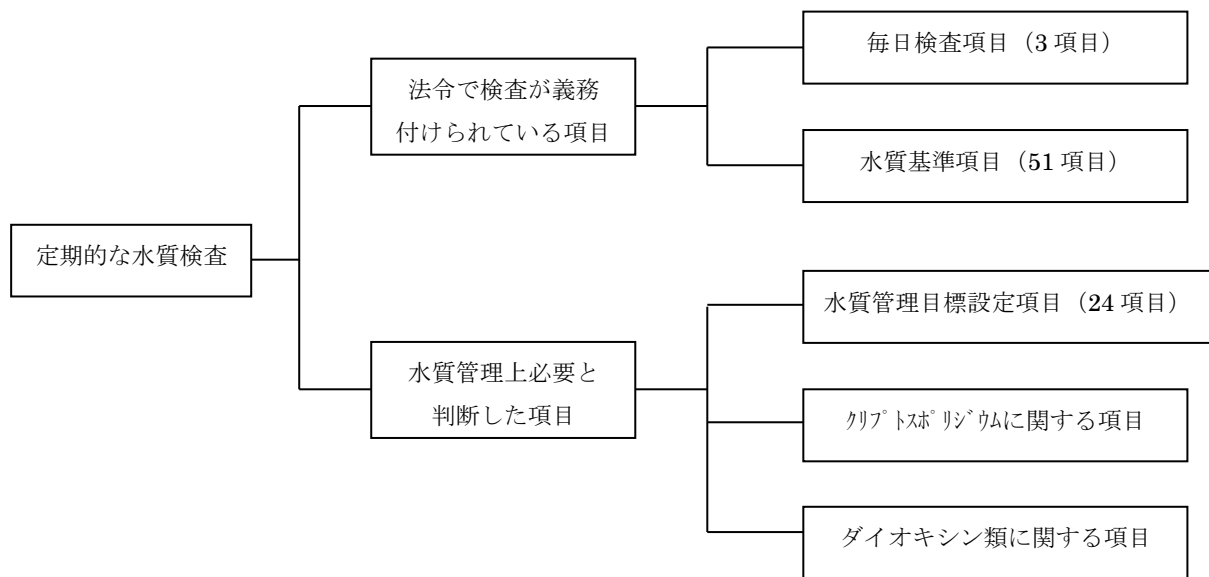 定期的な水質検査
法令で検査が義務
付けられている項目
毎日検査項目（3 項目）
水質基準項目（51 項目）
水質管理上必要と
判断した項目
水質管理目標設定項目（24 項目）
ｸﾘﾌﾟﾄｽﾎﾟﾘｼﾞｳﾑに関する項目
ダイオキシン類に関する項目